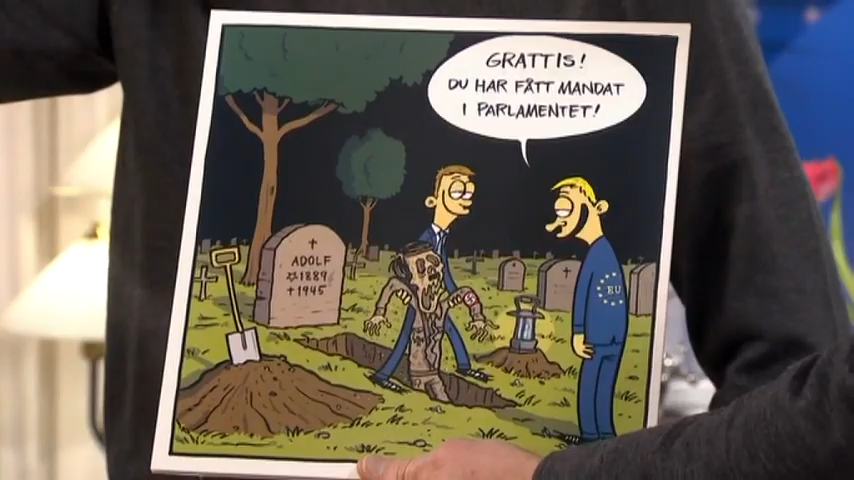 GRATTIS!
DU HAR FÅTT MANDAT
I PARLAMENTET!
ADOLF
1889
1945
EU